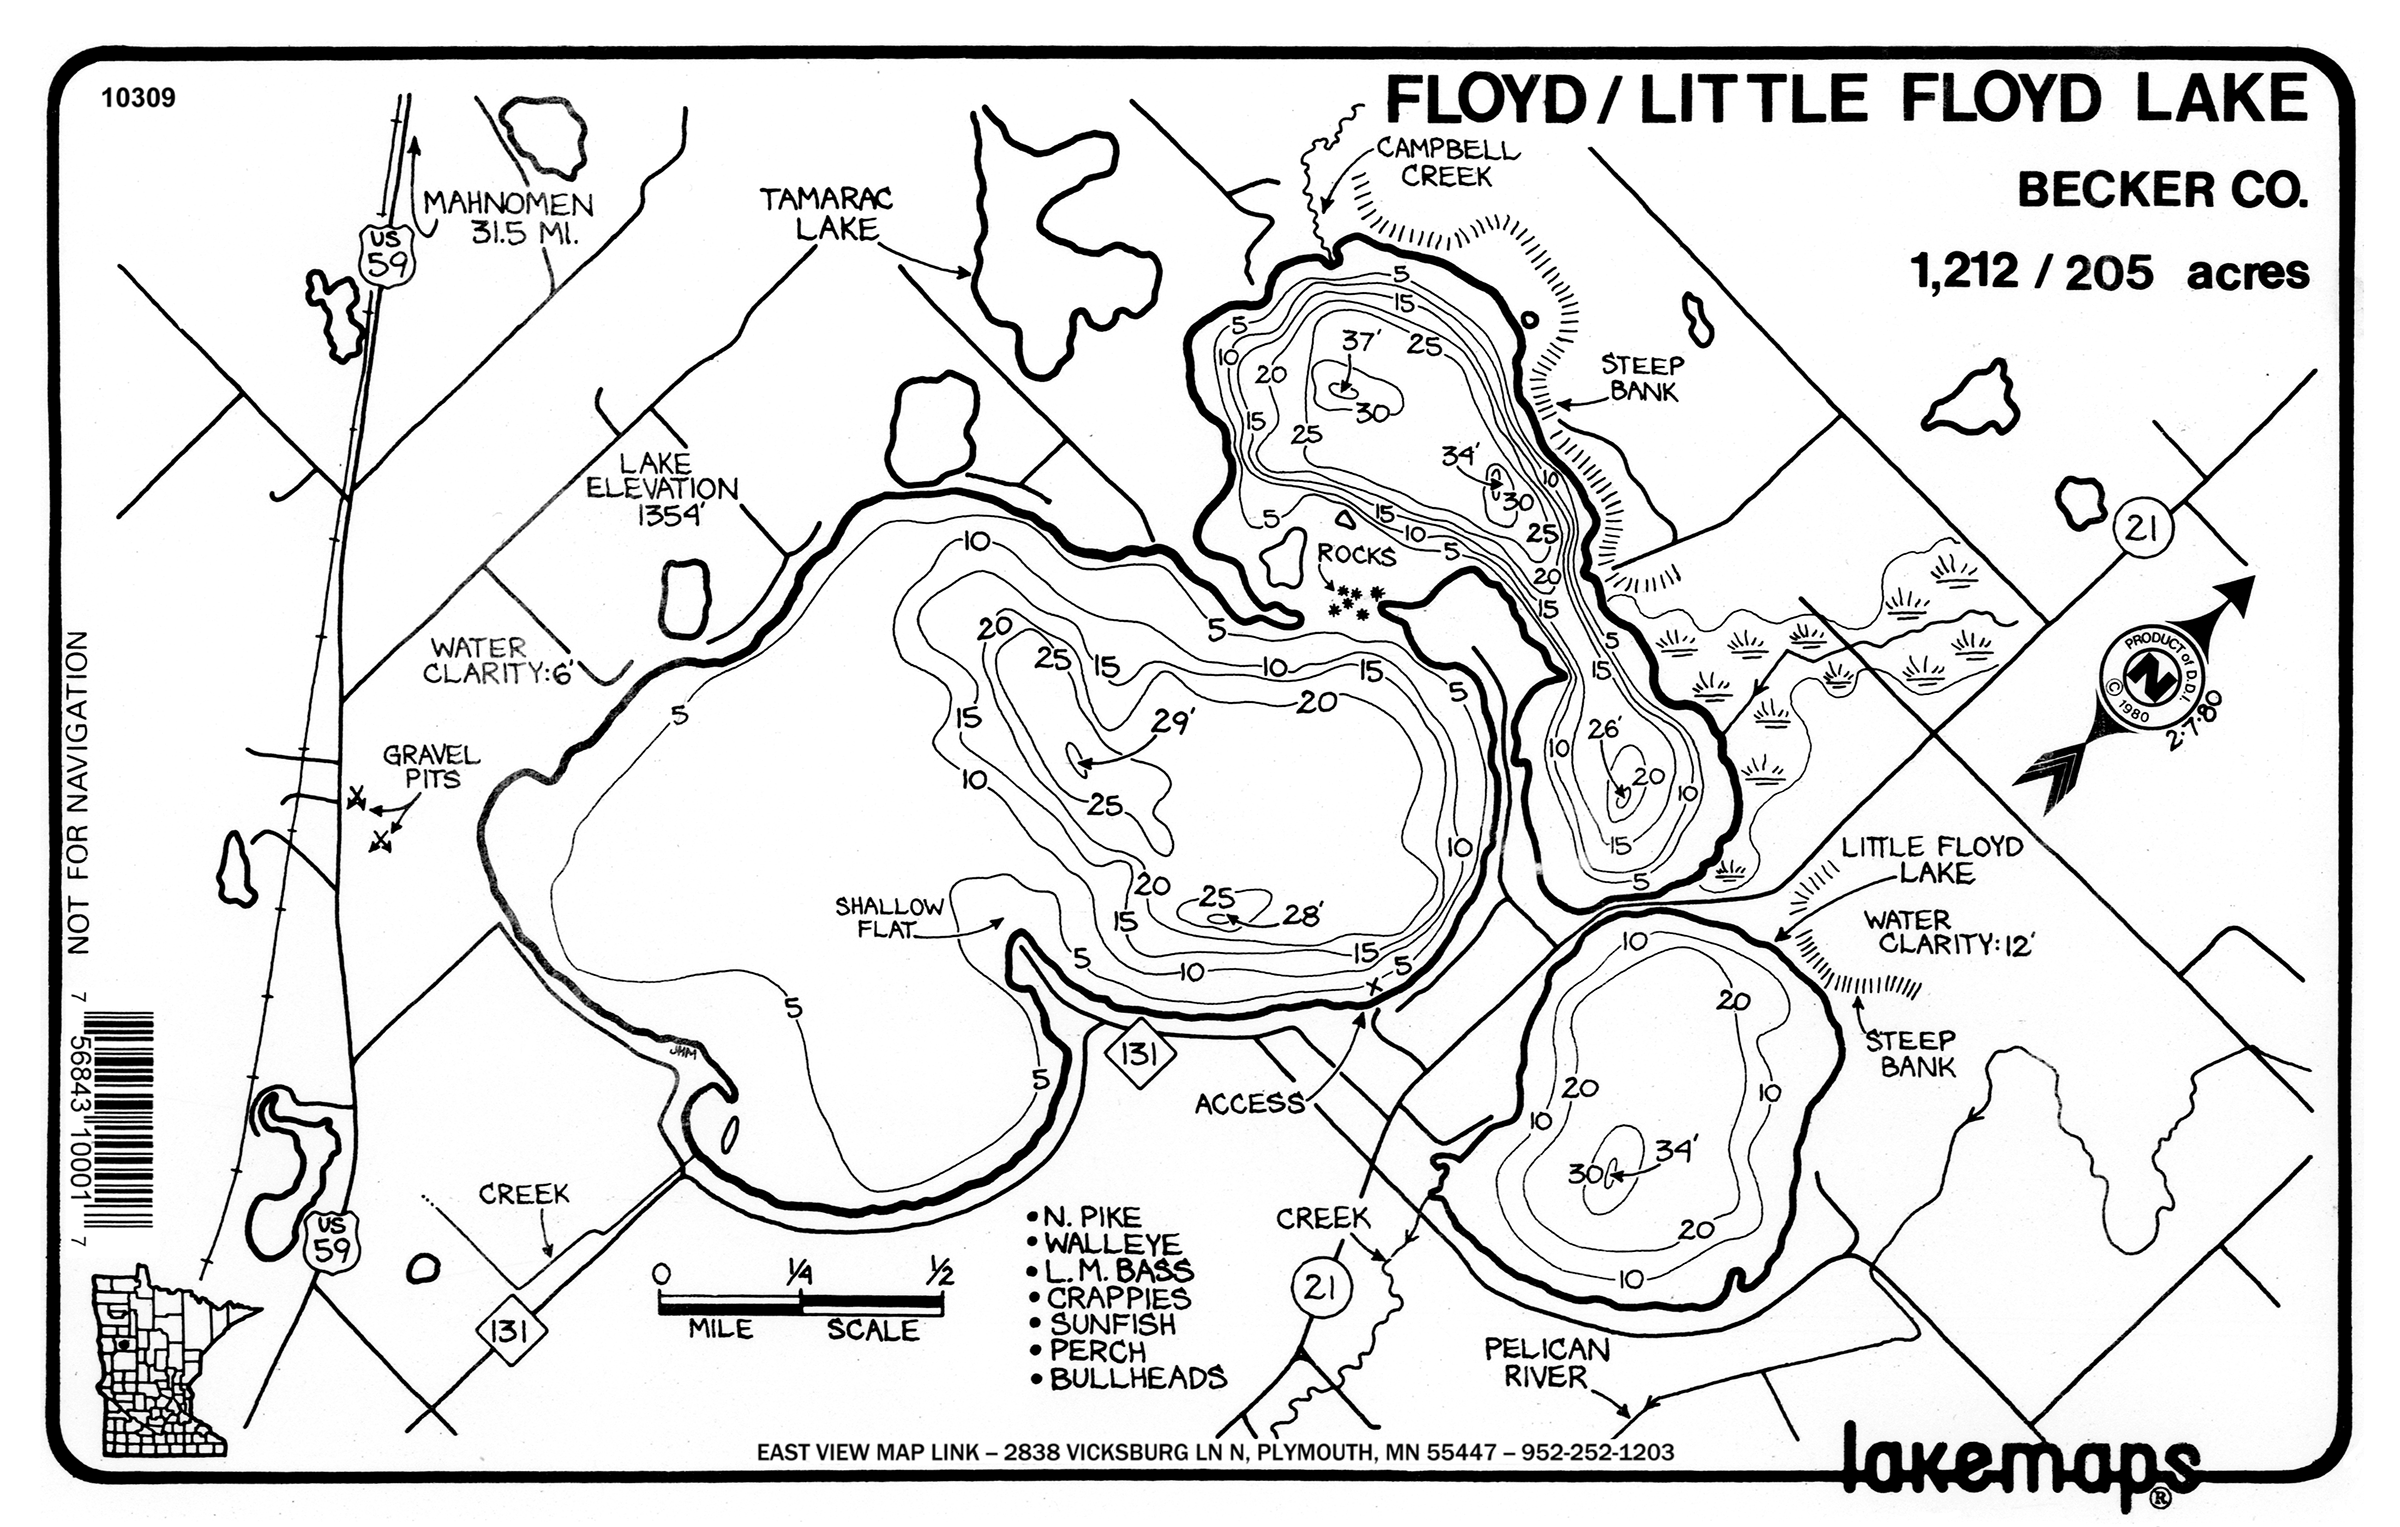 10309
FLOYD / LITTLE FLOYD LAKE
BECKER CO.
1,212 / 205 acres
CAMPBELL
CREEK
MAHNOMEN
31.5 MI.
US
59
TAMARAC
LAKE
STEEP
BANK
LAKE
ELEVATION
1354'
WATER
CLARITY: 6'
GRAVEL
PITS
NOT FOR NAVIGATION
7 56843 10001 7
5
15
37'
25
5
10
20
30
15
25
34'
30
10
25
5
15
10
5
20
15
ROCKS
5
15
26'
10
20
10
15
5
10
20
25
15
5
10
15
20
5
5
15
29'
10
25
10
20
25
28'
15
15
5
10
5
5
5
SHALLOW
FLAT
X
JHM
21
PRODUCT of D.D.I.
N
© 1980
2·7·80
LITTLE FLOYD
LAKE
WATER
CLARITY: 12'
STEEP
BANK
10
20
20
10
10
34'
30
20
10
131
ACCESS
CREEK
CREEK
21
US
59
131
0 1/4 1/2
MILE SCALE
• N. PIKE
• WALLEYE
• L.M. BASS
• CRAPPIES
• SUNFISH
• PERCH
• BULLHEADS
PELICAN
RIVER
EAST VIEW MAP LINK – 2838 VICKSBURG LN N, PLYMOUTH, MN 55447 – 952-252-1203
lakemaps®